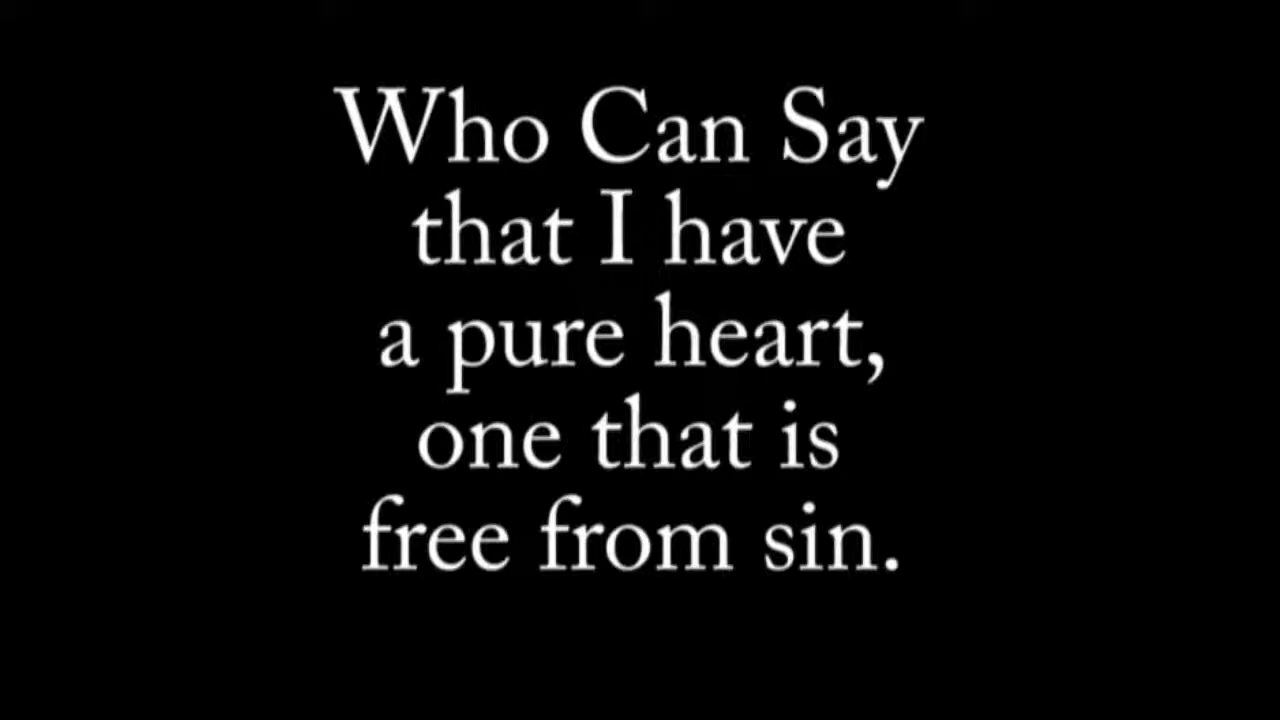 Who Can Say
that I have
a pure heart,
one that is
free from sin.